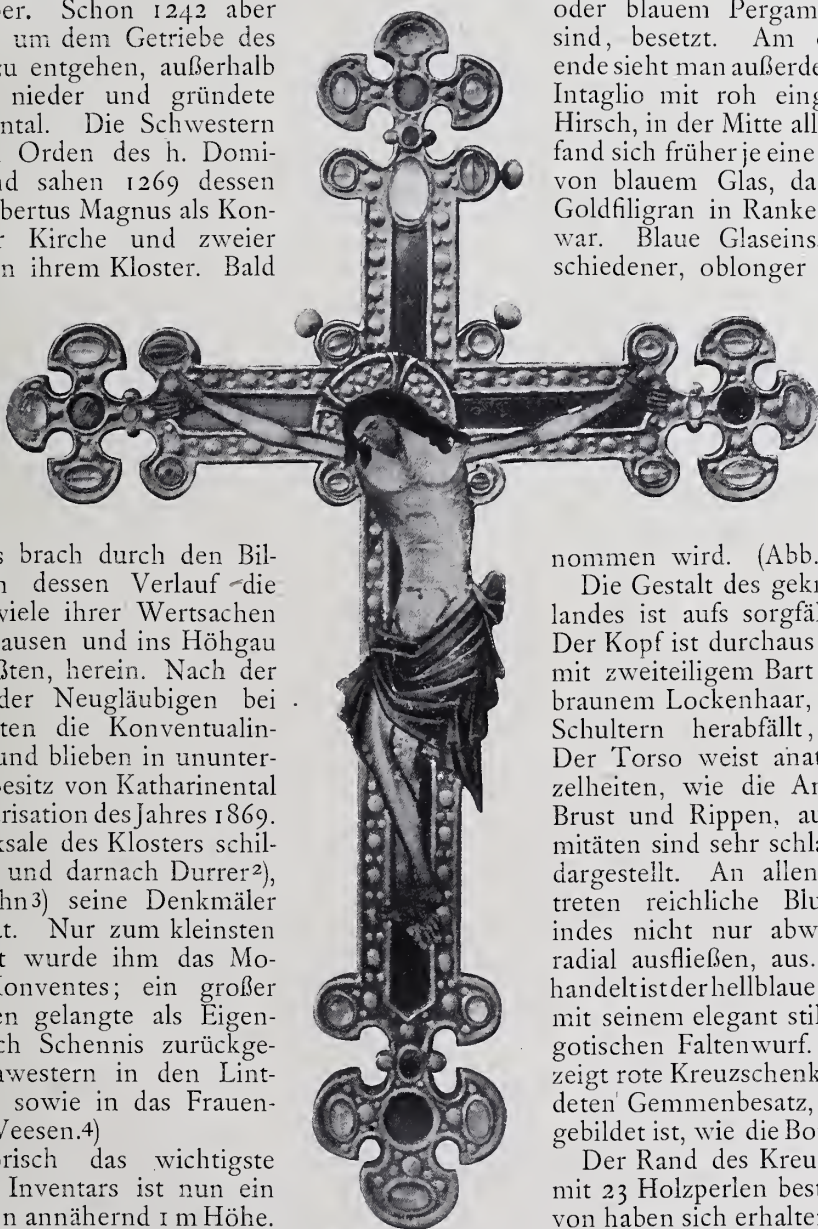 er. Schon 1242 aber
um dem Getriebe des
zu entgehen, außerhalb
nieder und gründete
ntal. Die Schwestern
Orden des h. Domi-
nd sahen 1269 dessen
bertus Magnus als Kon-
r Kirche und zweier
n ihrem Kloster. Bald
s brach durch den Bil-
n dessen Verlauf die
viele ihrer Wertsachen
ausen und ins Höhgau
ßten, herein. Nach der
der Neugläubigen bei
ten die Konventualin-
und blieben in ununter-
Besitz von Katharinental
risation des Jahres 1869.
ksale des Klosters schil-
und darnach Durrer²),
hn³) seine Denkmäler
t. Nur zum kleinsten
t wurde ihm das Mo-
Konventes; ein großer
en gelangte als Eigen-
ch Schennis zurückge-
awestern in den Lint-
sowie in das Frauen-
Weesen.⁴)
risch das wichtigste
Inventars ist nun ein
n annähernd 1 m Höhe.
oder blauem Pergam
sind, besetzt. Am
ende sieht man außerde
Intaglio mit roh eing
Hirsch, in der Mitte all
fand sich früher je eine
von blauem Glas, da
Goldfiligran in Ranke
war. Blaue Glaseins
schiedener, oblonger
nommen wird. (Abb.
Die Gestalt des gekr
landes ist aufs sorgfä
Der Kopf ist durchaus
mit zweiteiligem Bart
braunem Lockenhaar,
Schultern herabfällt,
Der Torso weist anat
zelheiten, wie die Ar
Brust und Rippen, au
mitäten sind sehr schla
dargestellt. An allen
treten reichliche Blu
indes nicht nur abw
radial ausfließen, aus.
handelt ist der hellblaue
mit seinem elegant stil
gotischen Faltenwurf.
zeigt rote Kreuzschenk
deten Gemmenbesatz,
gebildet ist, wie die Bo
Der Rand des Kreu
mit 23 Holzperlen best
von haben sich erhalte